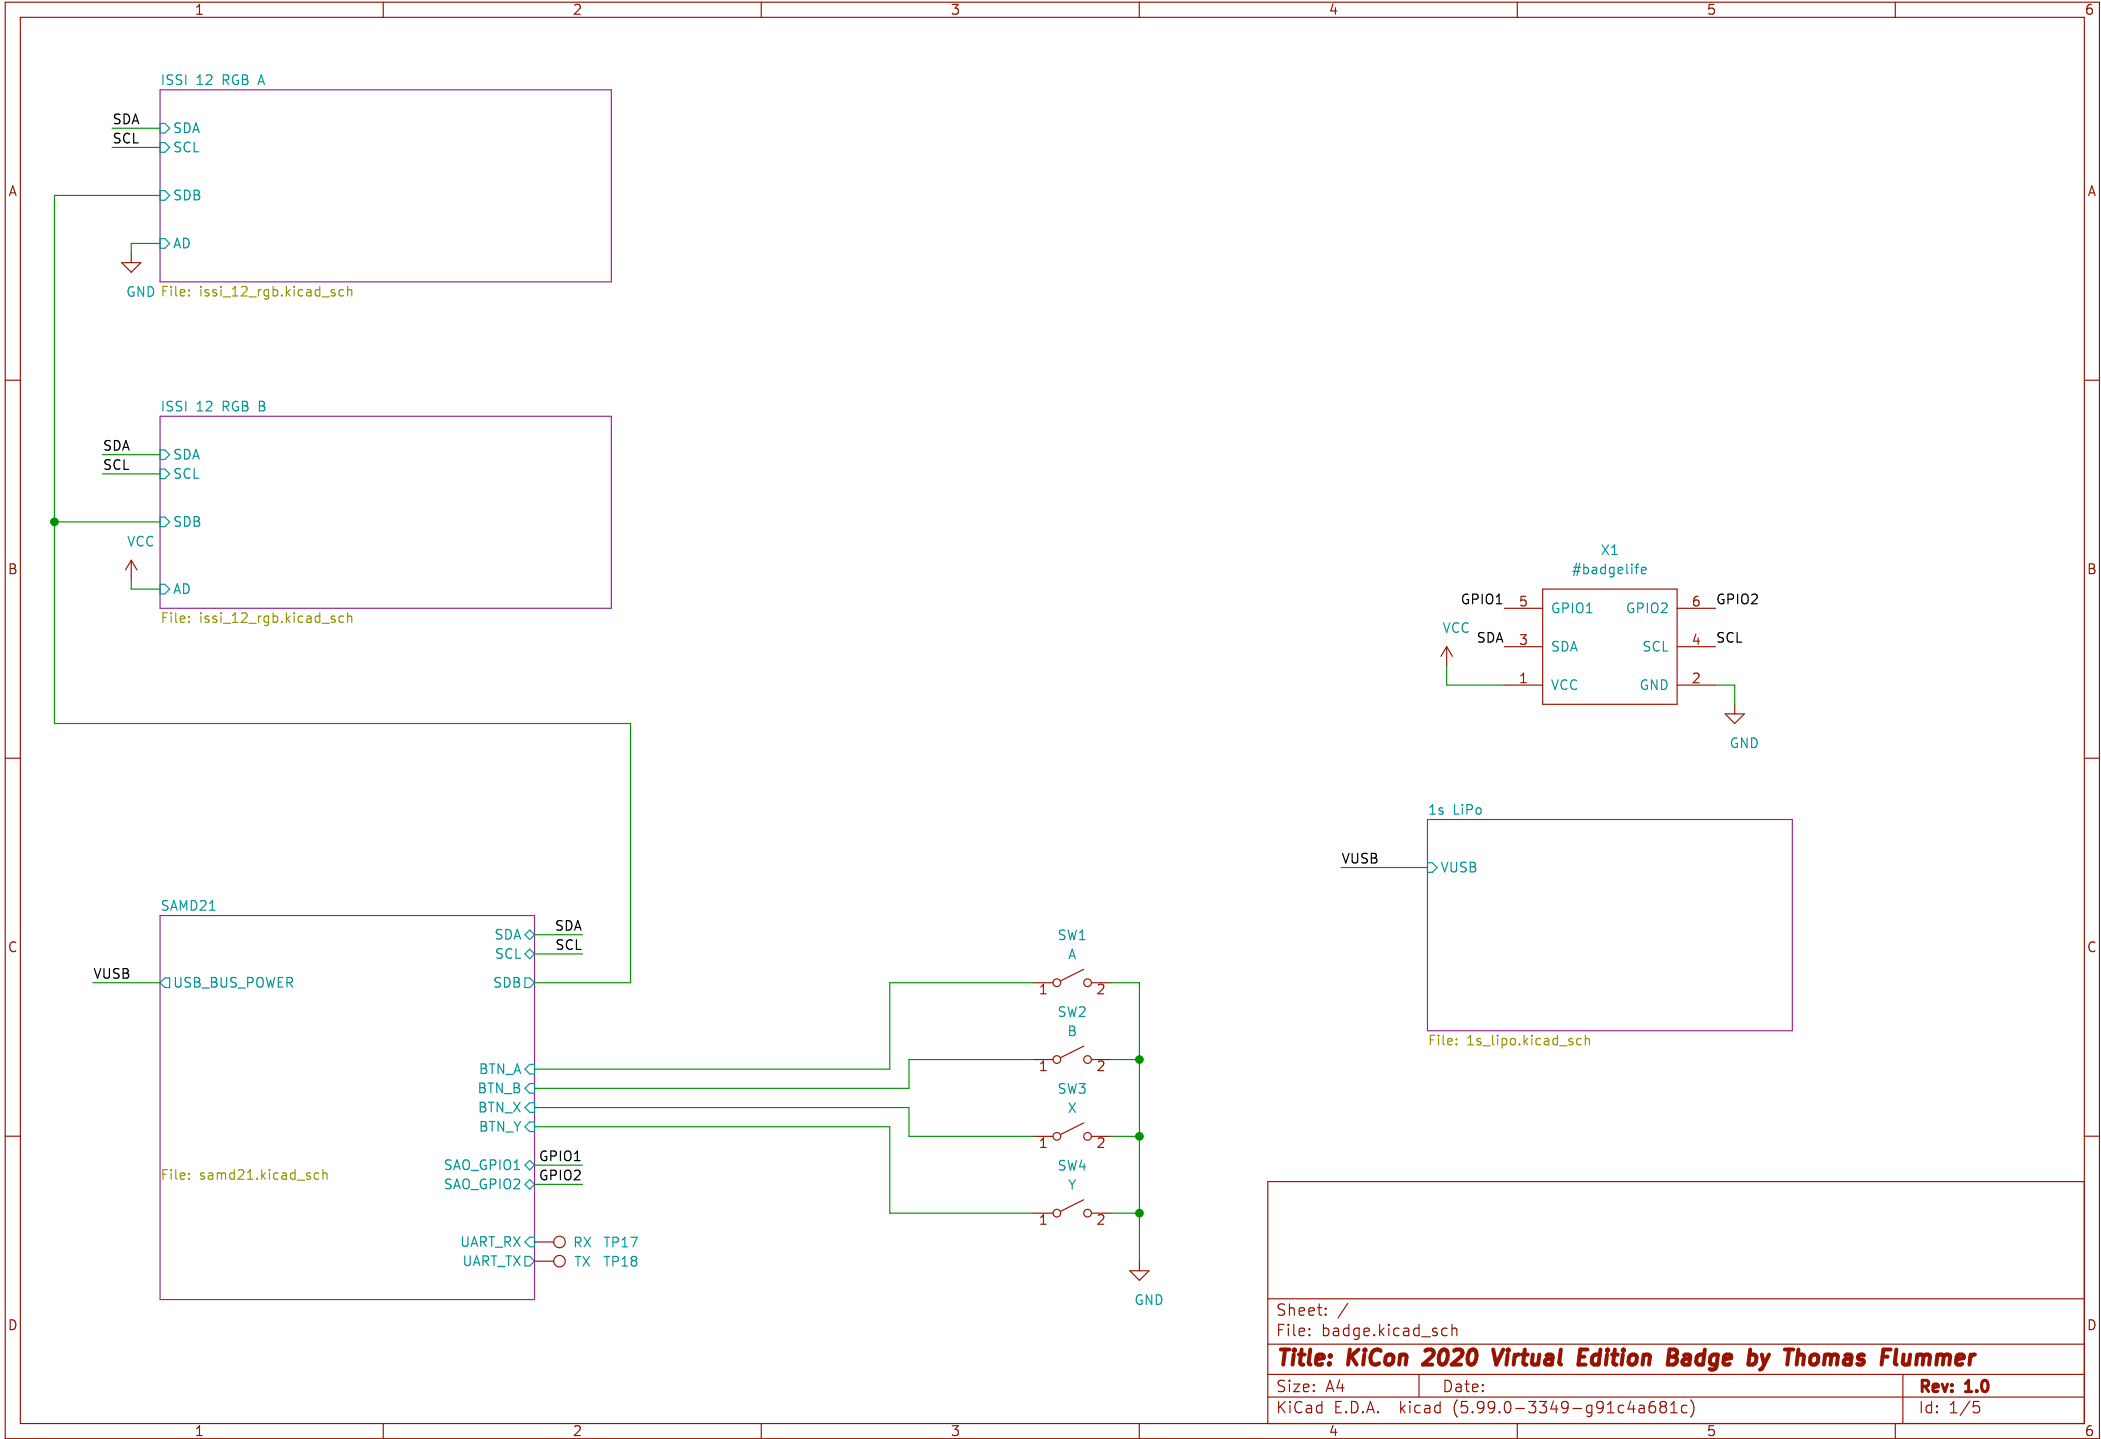 1 2 3 4 5 6
A A
B B
C C
D D
ISSI 12 RGB A
SDA
SCL
SDA
SCL
SDB
AD
GND
File: issi_12_rgb.kicad_sch
ISSI 12 RGB B
SDA
SCL
SDA
SCL
SDB
VCC
AD
File: issi_12_rgb.kicad_sch
X1
#badgelife
GPIO1 5 GPIO1 GPIO2 6 GPIO2
VCC
SDA 3 SDA SCL 4 SCL
1 VCC GND 2
GND
1s LiPo
VUSB
VUSB
File: 1s_lipo.kicad_sch
SAMD21
VUSB
USB_BUS_POWER
SDA SDA
SCL SCL
SDB
BTN_A
BTN_B
BTN_X
BTN_Y
SAO_GPIO1 GPIO1
SAO_GPIO2 GPIO2
UART_RX RX TP17
UART_TX TX TP18
File: samd21.kicad_sch
SW1
A
1 2
SW2
B
1 2
SW3
X
1 2
SW4
Y
1 2
GND
Sheet: /
File: badge.kicad_sch
Title: KiCon 2020 Virtual Edition Badge by Thomas Flummer
Size: A4 Date: Rev: 1.0
KiCad E.D.A. kicad (5.99.0-3349-g91c4a681c) Id: 1/5
1 2 3 4 5 6